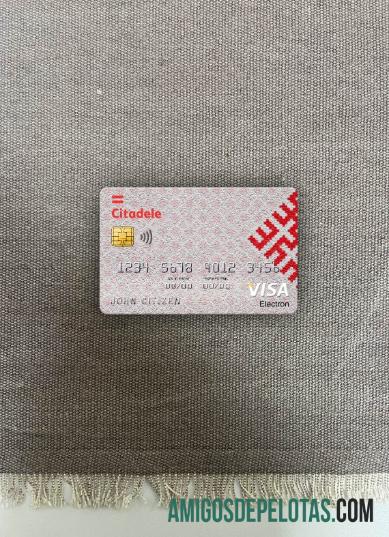 Citadele
1234 5678 9012 3456
00/00 00/00
JOHN CITIZEN
VISA
Electron
AMIGOSDEPELOTAS.COM